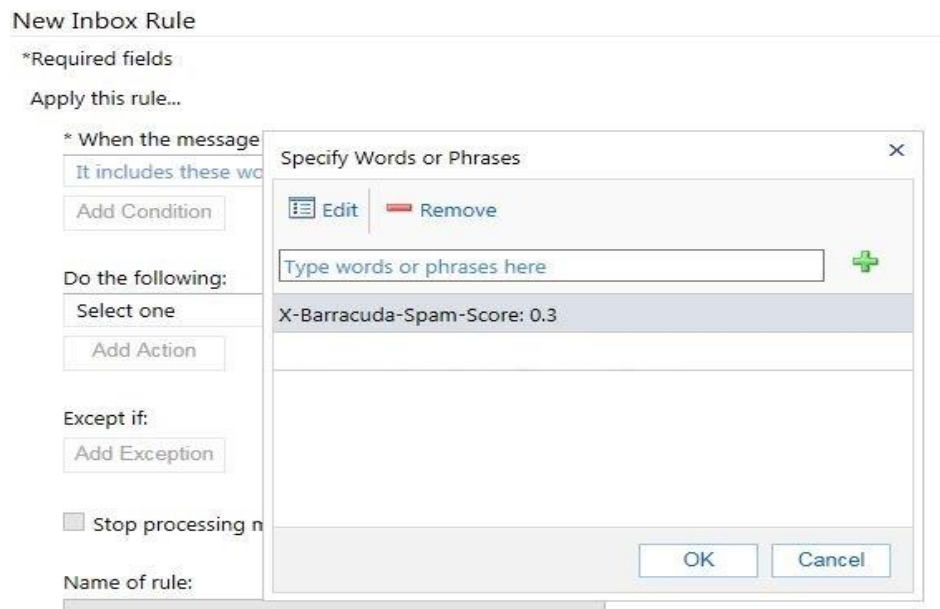 New Inbox Rule
*Required fields
Apply this rule...
* When the message
It includes these wo
Add Condition
Do the following:
Select one
Add Action
Except if:
Add Exception
Stop processing m
Name of rule:
Specify Words or Phrases
Edit
Remove
Type words or phrases here
X-Barracuda-Spam-Score: 0.3
OK
Cancel